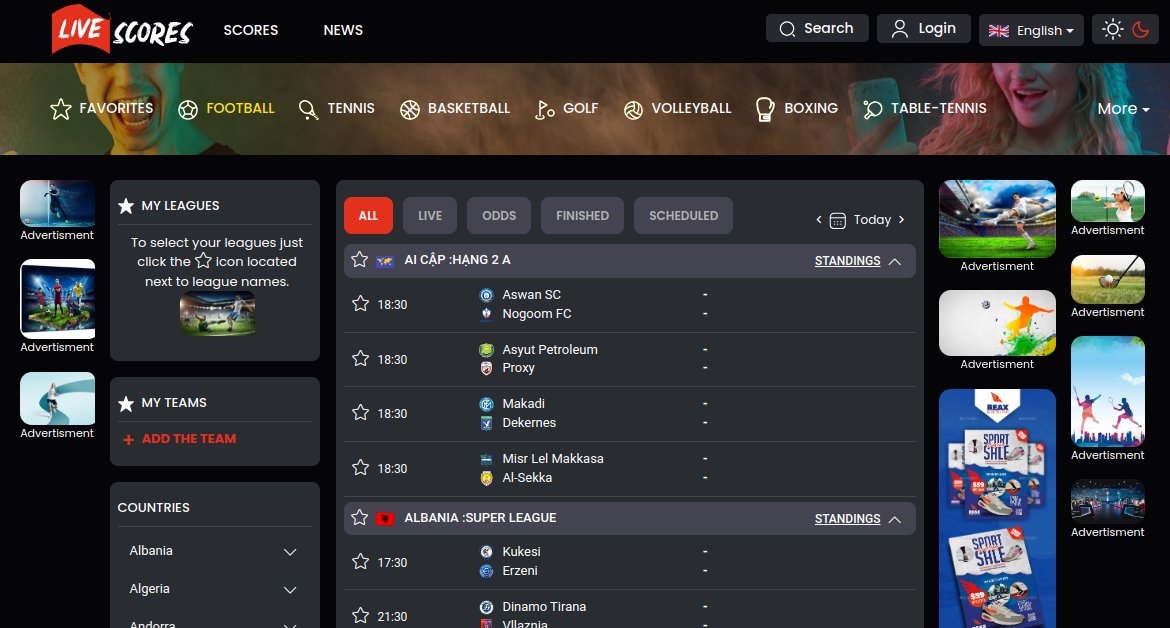 LIVE SCORES
SCORES
NEWS
Search
Login
English
FAVORITES
FOOTBALL
TENNIS
BASKETBALL
GOLF
VOLLEYBALL
BOXING
TABLE-TENNIS
More
Advertisment
Advertisment
Advertisment
MY LEAGUES
To select your leagues just
click the icon located
next to league names.
MY TEAMS
+ ADD THE TEAM
COUNTRIES
Albania
Algeria
Andorra
ALL
LIVE
ODDS
FINISHED
SCHEDULED
< Today >
AI CẬP :HẠNG 2 A
STANDINGS
18:30
Aswan SC -
Nogoom FC -
18:30
Asyut Petroleum -
Proxy -
18:30
Makadi -
Dekernes -
18:30
Misr Lel Makkasa -
Al-Sekka -
ALBANIA :SUPER LEAGUE
STANDINGS
17:30
Kukesi -
Erzeni -
21:30
Dinamo Tirana -
Vllaznia -
Advertisment
Advertisment
REAX
SPORT
SHOES
SALE
$59
REAX
SPORT
SHOES
SALE
$59
Advertisment
Advertisment
Advertisment
Advertisment